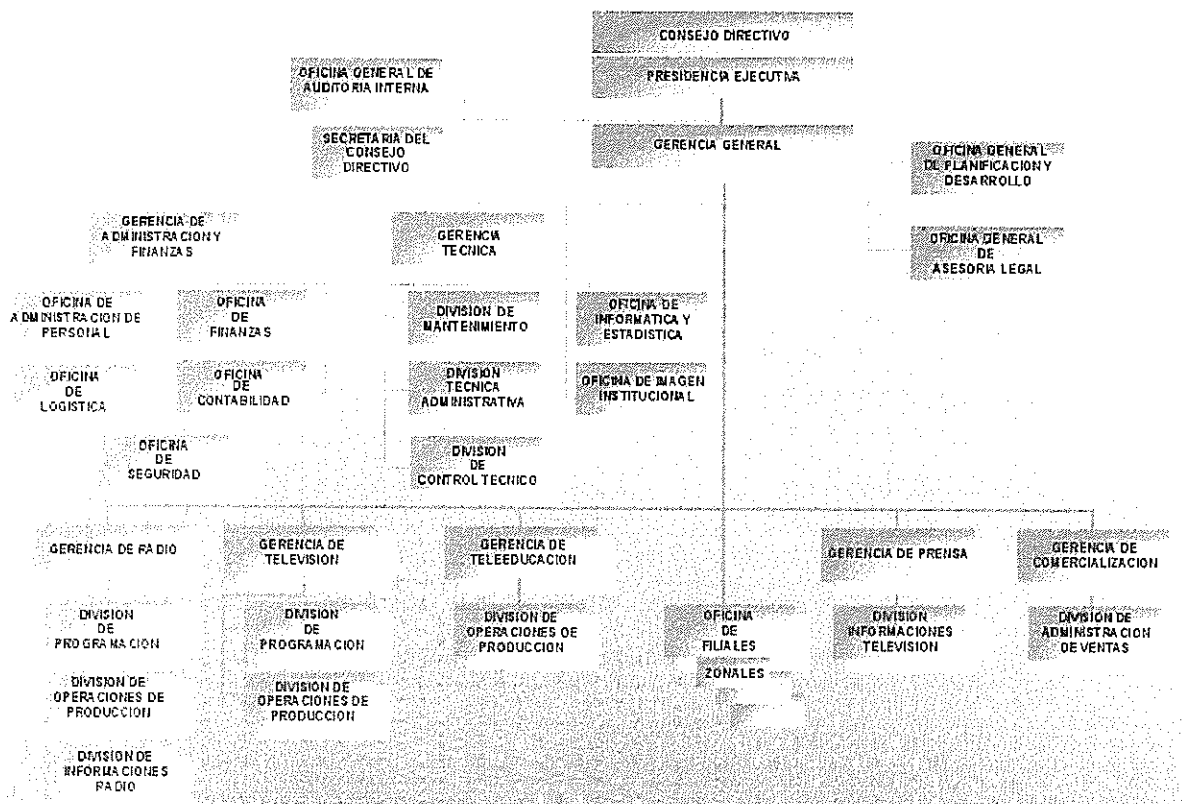 CONSEJO DIRECTIVO
OFICINA GENERAL DE
AUDITORIA INTERNA
PRESIDENCIA EJECUTIVA
SECRETARIA DEL
CONSEJO
DIRECTIVO
GERENCIA GENERAL
OFICINA GENERAL
DE PLANIFICACION Y
DESARROLLO
GERENCIA DE
ADMINISTRACION Y
FINANZAS
GERENCIA
TECNICA
OFICINA GENERAL
DE
ASESORIA LEGAL
OFICINA DE
ADMINISTRACION DE
PERSONAL
OFICINA
DE
FINANZAS
DIVISION DE
MANTENIMIENTO
OFICINA DE
INFORMATICA Y
ESTADISTICA
OFICINA
DE
LOGISTICA
OFICINA
DE
CONTABILIDAD
DIVISION
TECNICA
ADMINISTRATIVA
OFICINA DE IMAGEN
INSTITUCIONAL
OFICINA
DE
SEGURIDAD
DIVISION
DE
CONTROL TECNICO
GERENCIA DE RADIO
GERENCIA DE
TELEVISION
GERENCIA DE
TELEEDUCACION
GERENCIA DE PRENSA
GERENCIA DE
COMERCIALIZACION
DIVISION
DE
PROGRAMACION
DIVISION
DE
PROGRAMACION
DIVISION DE
OPERACIONES DE
PRODUCCION
OFICINA
DE
FILIALES
ZONALES
DIVISION
INFORMACIONES
TELEVISION
DIVISION DE
ADMINISTRACION
DE VENTAS
DIVISION DE
OPERACIONES DE
PRODUCCION
DIVISION DE
OPERACIONES DE
PRODUCCION
DIVISION DE
INFORMACIONES
RADIO